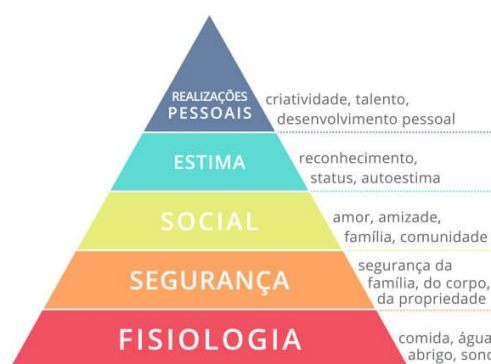 REALIZAÇÕES
PESSOAIS
criatividade, talento,
desenvolvimento pessoal
ESTIMA
reconhecimento,
status, autoestima
SOCIAL
amor, amizade,
família, comunidade
SEGURANÇA
segurança da
família, do corpo,
da propriedade
FISIOLOGIA
comida, água
abrigo, sono